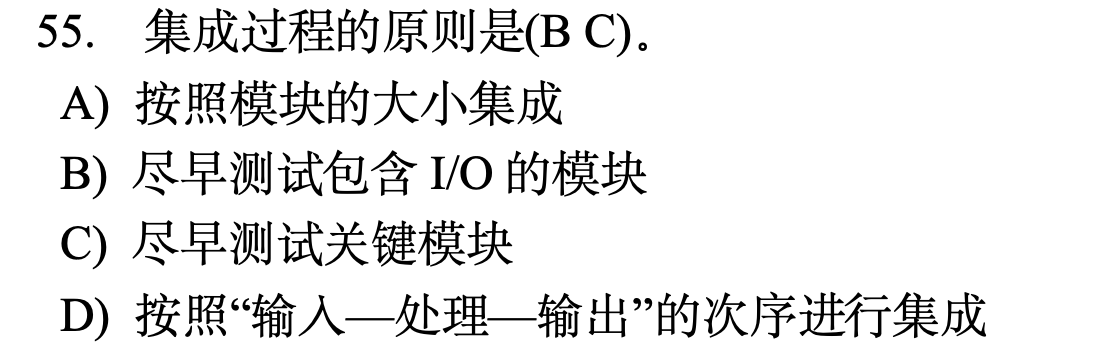 55. 集成过程的原则是(B C)。
A) 按照模块的大小集成
B) 尽早测试包含 I/O 的模块
C) 尽早测试关键模块
D) 按照“输入—处理—输出”的次序进行集成